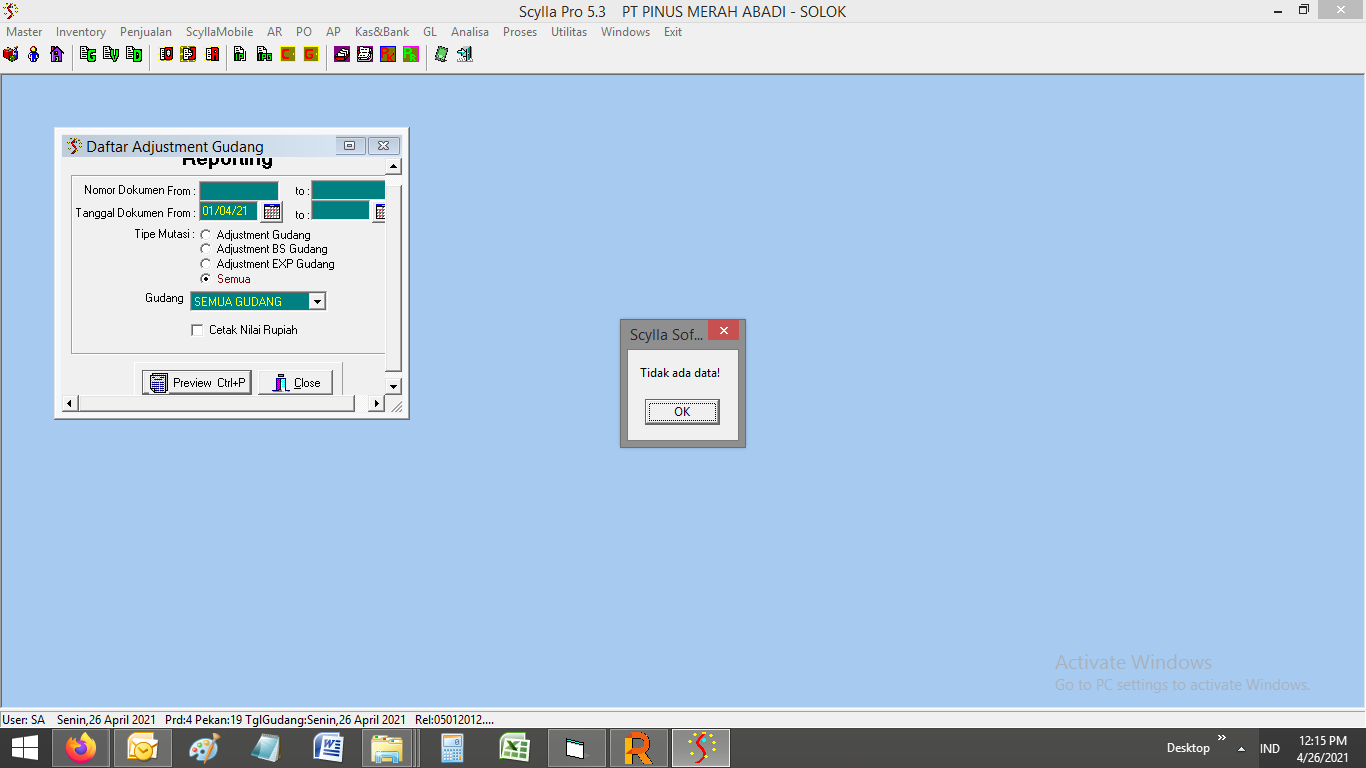 Scylla Pro 5.3 PT PINUS MERAH ABADI - SOLOK
Master Inventory Penjualan ScyllaMobile AR PO AP Kas&Bank GL Analisa Proses Utilitas Windows Exit
Daftar Adjustment Gudang
Reporting
Nomor Dokumen From : to :
Tanggal Dokumen From : 01/04/21 to :
Tipe Mutasi : Adjustment Gudang
Adjustment BS Gudang
Adjustment EXP Gudang
Semua
Gudang SEMUA GUDANG
Cetak Nilai Rupiah
Preview Ctrl+P Close
Scylla Sof...
Tidak ada data!
OK
Activate Windows
Go to PC settings to activate Windows.
User: SA Senin,26 April 2021 Prd:4 Pekan:19 TglGudang:Senin,26 April 2021 Rel:05012012....
Desktop IND 12:15 PM
4/26/2021